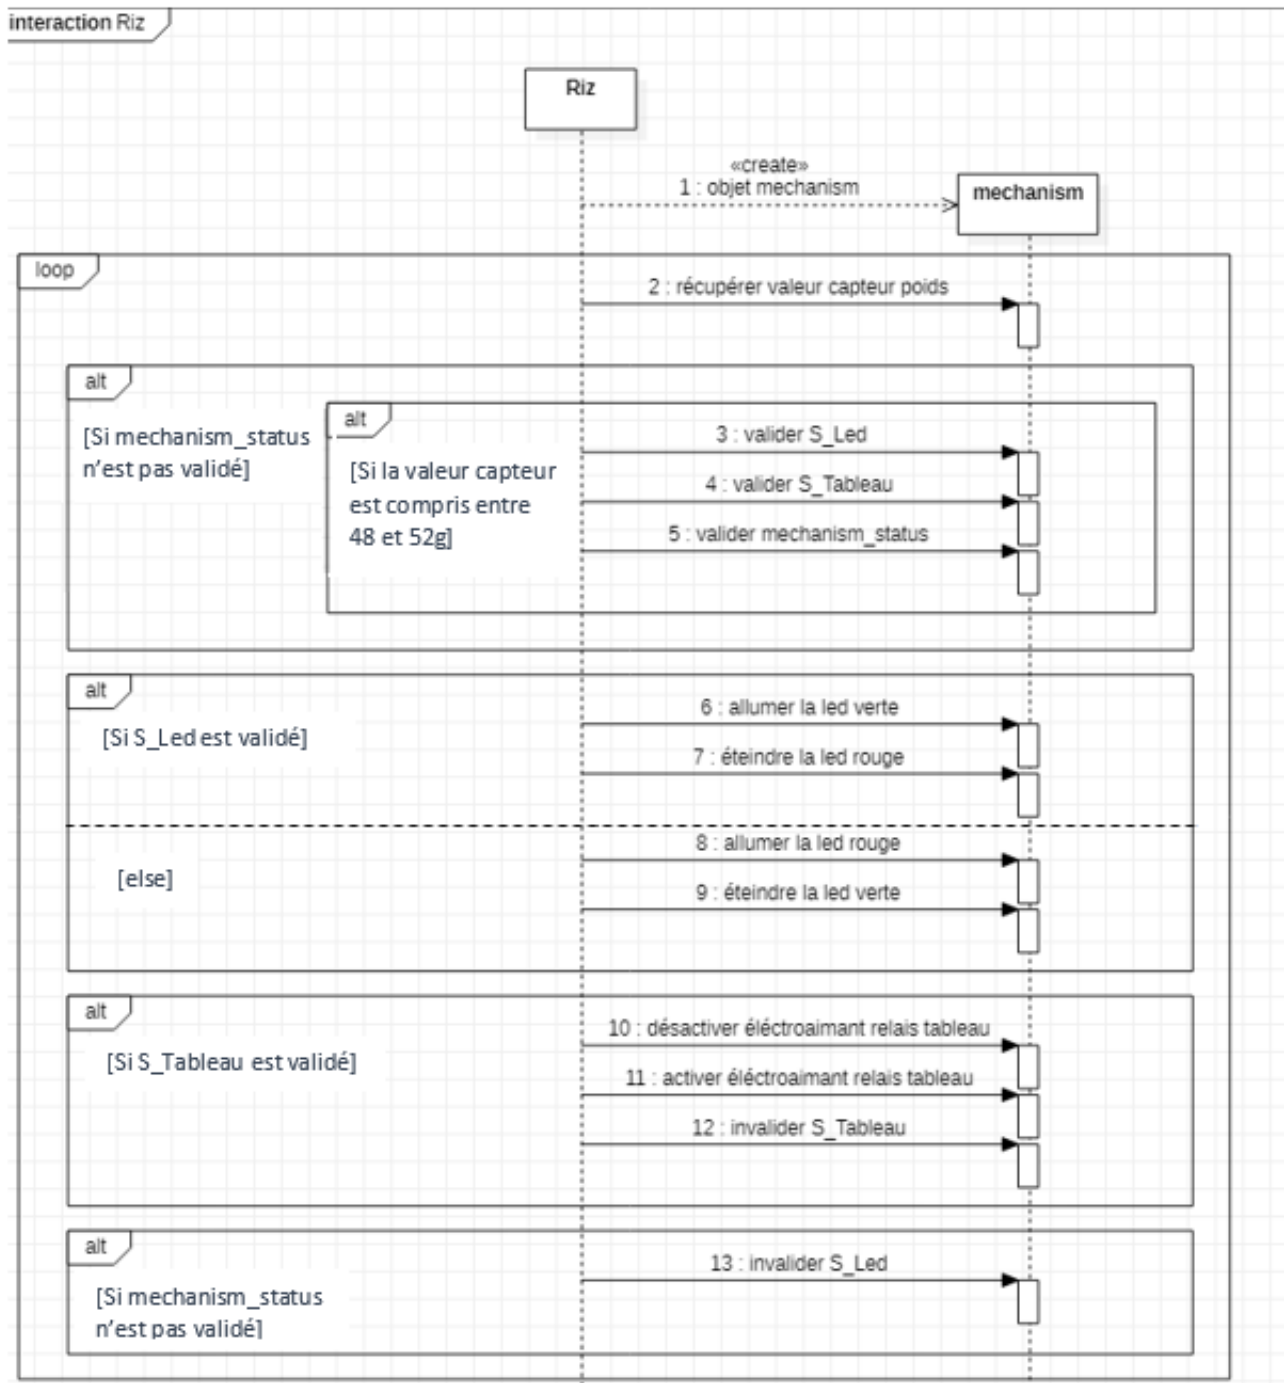 interaction Riz
Riz
«create»
1 : objet mechanism
mechanism
loop
2 : récupérer valeur capteur poids
alt
[Si mechanism_status
n'est pas validé]
alt
[Si la valeur capteur
est compris entre
48 et 52g]
3 : valider S_Led
4 : valider S_Tableau
5 : valider mechanism_status
alt
[Si S_Led est validé]
6 : allumer la led verte
7 : éteindre la led rouge
[else]
8 : allumer la led rouge
9 : éteindre la led verte
alt
[Si S_Tableau est validé]
10 : désactiver éléctroaimant relais tableau
11 : activer éléctroaimant relais tableau
12 : invalider S_Tableau
alt
[Si mechanism_status
n'est pas validé]
13 : invalider S_Led